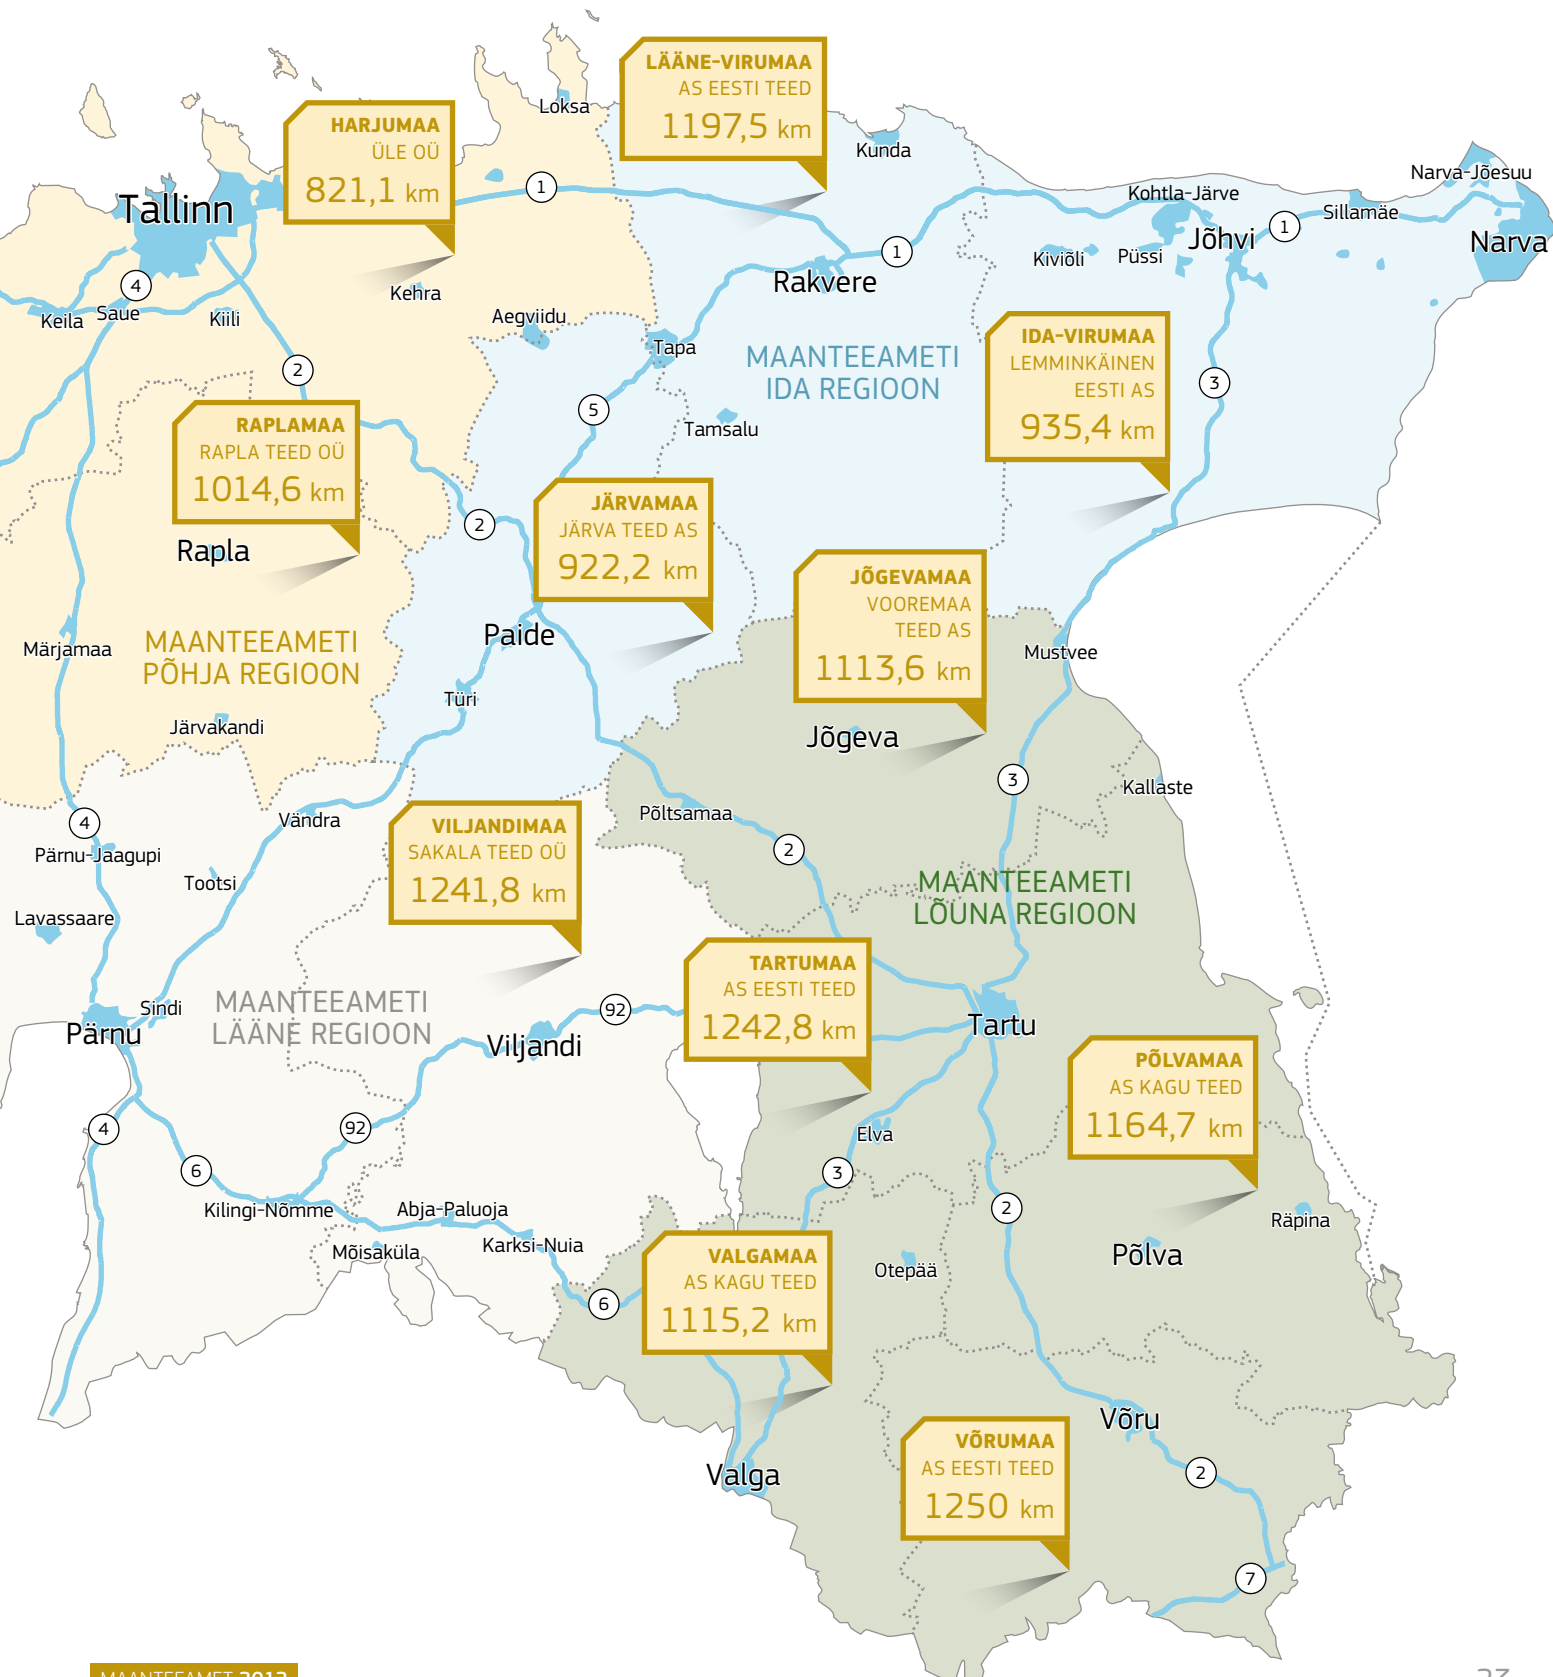 LÄÄNE-VIRUMAA
AS EESTI TEED
1197,5 km
Loksa
HARJUMAA
ÜLE OÜ
821,1 km
Kunda
Narva-Jõesuu
Tallinn
1
Kohtla-Järve
Sillamäe
1
Jõhvi
Narva
1
Kiviõli
Püssi
Rakvere
4
Kehra
Keila
Saue
Kiili
Aegviidu
Tapa
MAANTEEAMETI
IDA REGIOON
IDA-VIRUMAA
LEMMINKÄINEN
EESTI AS
935,4 km
2
3
5
Tamsalu
RAPLAMAA
RAPLA TEED OÜ
1014,6 km
2
JÄRVAMAA
JÄRVA TEED AS
922,2 km
Rapla
JÕGEVAMAA
VOOREMAA
TEED AS
1113,6 km
Märjamaa
MAANTEEAMETI
PÕHJA REGIOON
Paide
Mustvee
Türi
Järvakandi
Jõgeva
3
Kallaste
4
Vändra
Põltsamaa
VILJANDIMAA
SAKALA TEED OÜ
1241,8 km
2
Pärnu-Jaagupi
Tootsi
MAANTEEAMETI
LÕUNA REGIOON
Lavassaare
TARTUMAA
AS EESTI TEED
1242,8 km
Sindi
MAANTEEAMETI
LÄÄNE REGIOON
92
Pärnu
Viljandi
Tartu
PÕLVAMAA
AS KAGU TEED
1164,7 km
4
92
Elva
6
3
Kilingi-Nõmme
Abja-Paluoja
2
Räpina
Mõisaküla
Karksi-Nuia
VALGAMAA
AS KAGU TEED
1115,2 km
Otepää
Põlva
6
Võru
VÕRUMAA
AS EESTI TEED
1250 km
Valga
2
7
MAANTEEAMET 2012
23